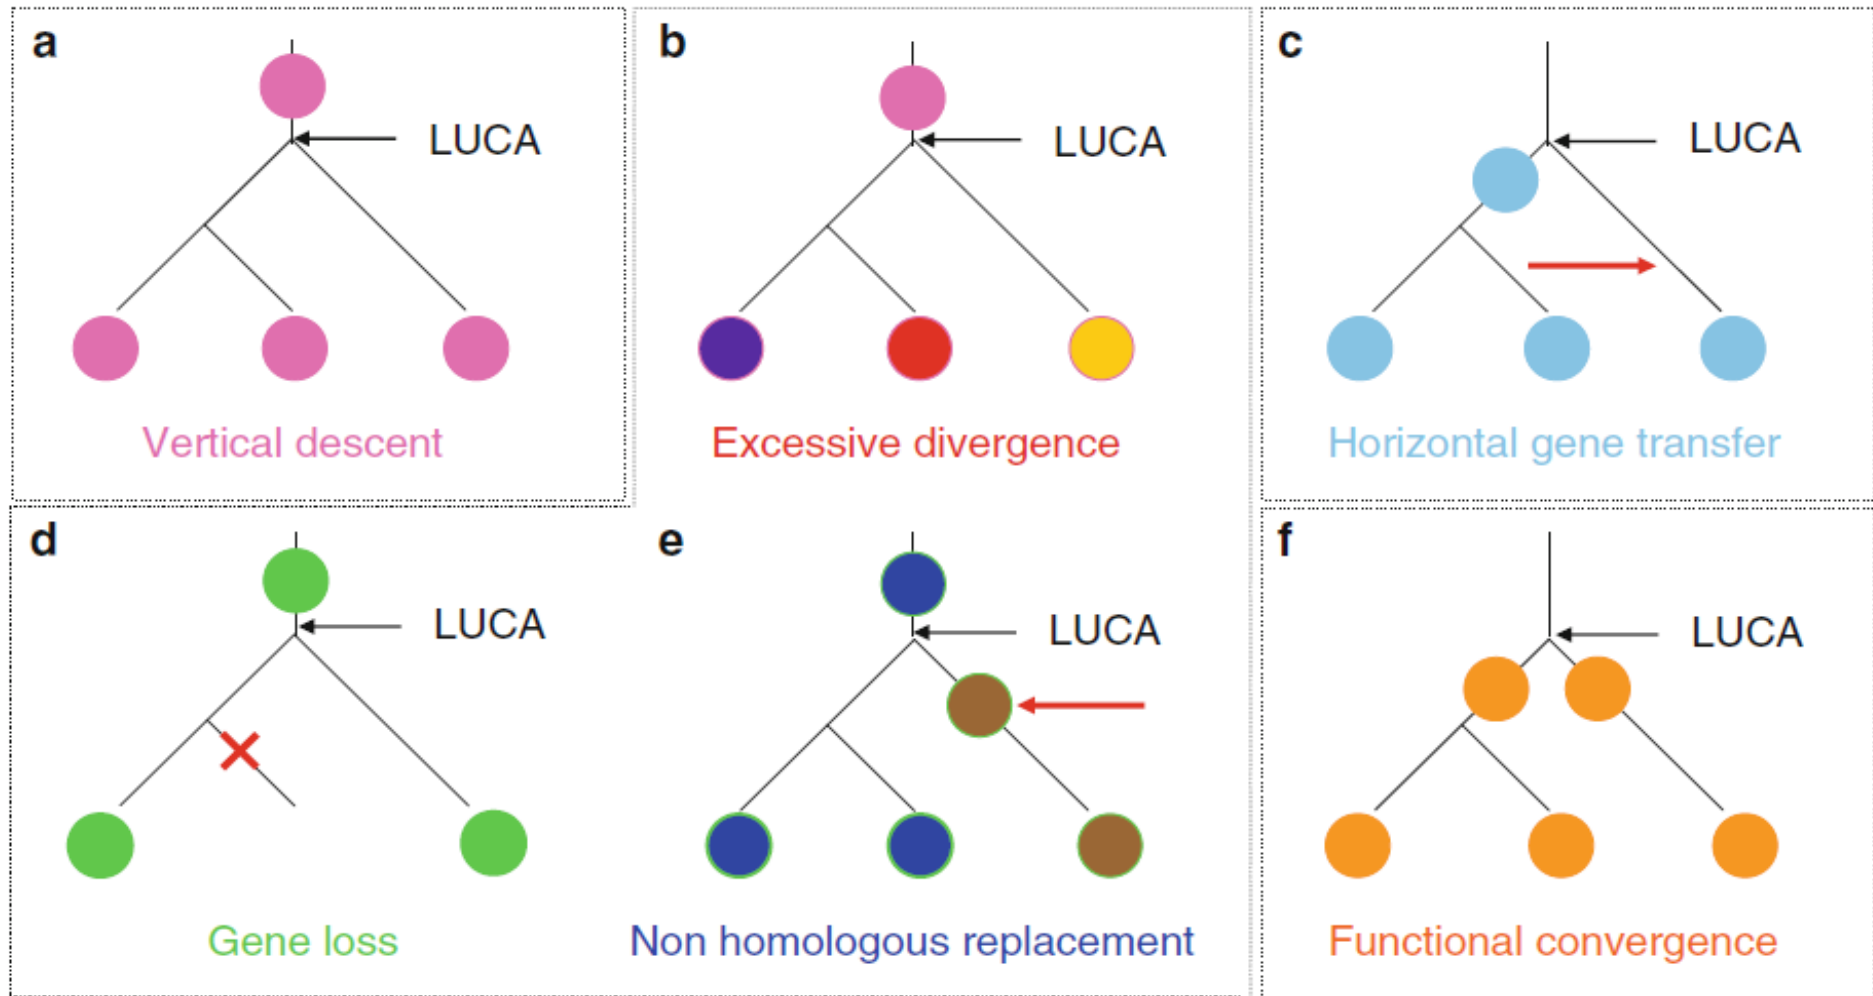 a
LUCA
Vertical descent
b
LUCA
Excessive divergence
c
LUCA
Horizontal gene transfer
d
LUCA
Gene loss
e
LUCA
Non homologous replacement
f
LUCA
Functional convergence